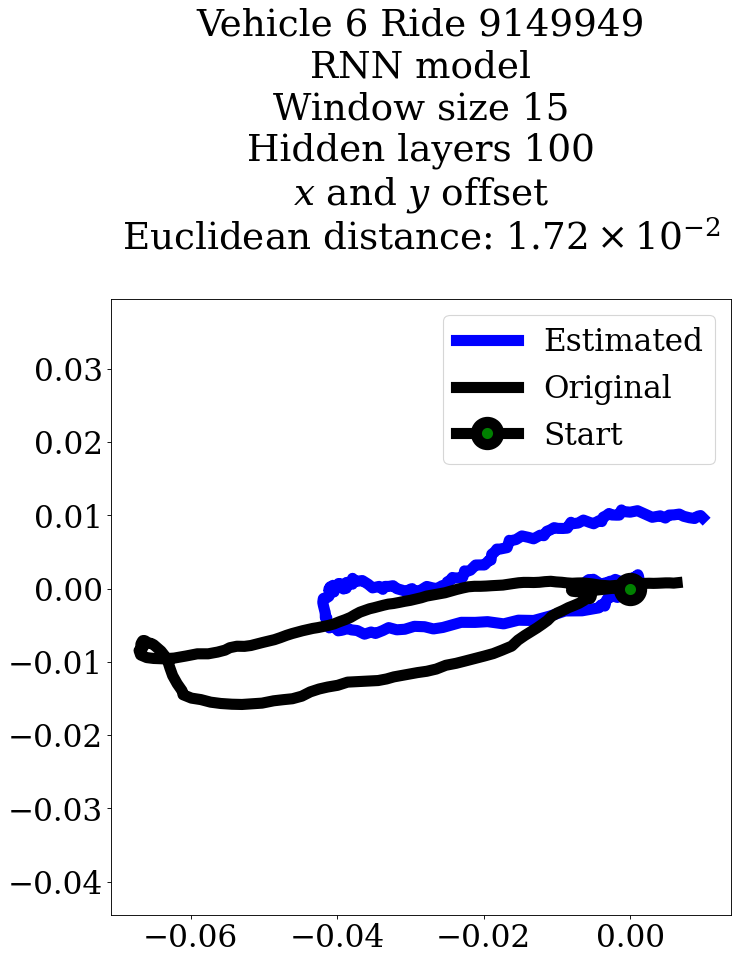 Vehicle 6 Ride 9149949
RNN model
Window size 15
Hidden layers 100
x and y offset
Euclidean distance: 1.72 × 10⁻²
Estimated
Original
Start
0.03
0.02
0.01
0.00
−0.01
−0.02
−0.03
−0.04
−0.06 −0.04 −0.02 0.00